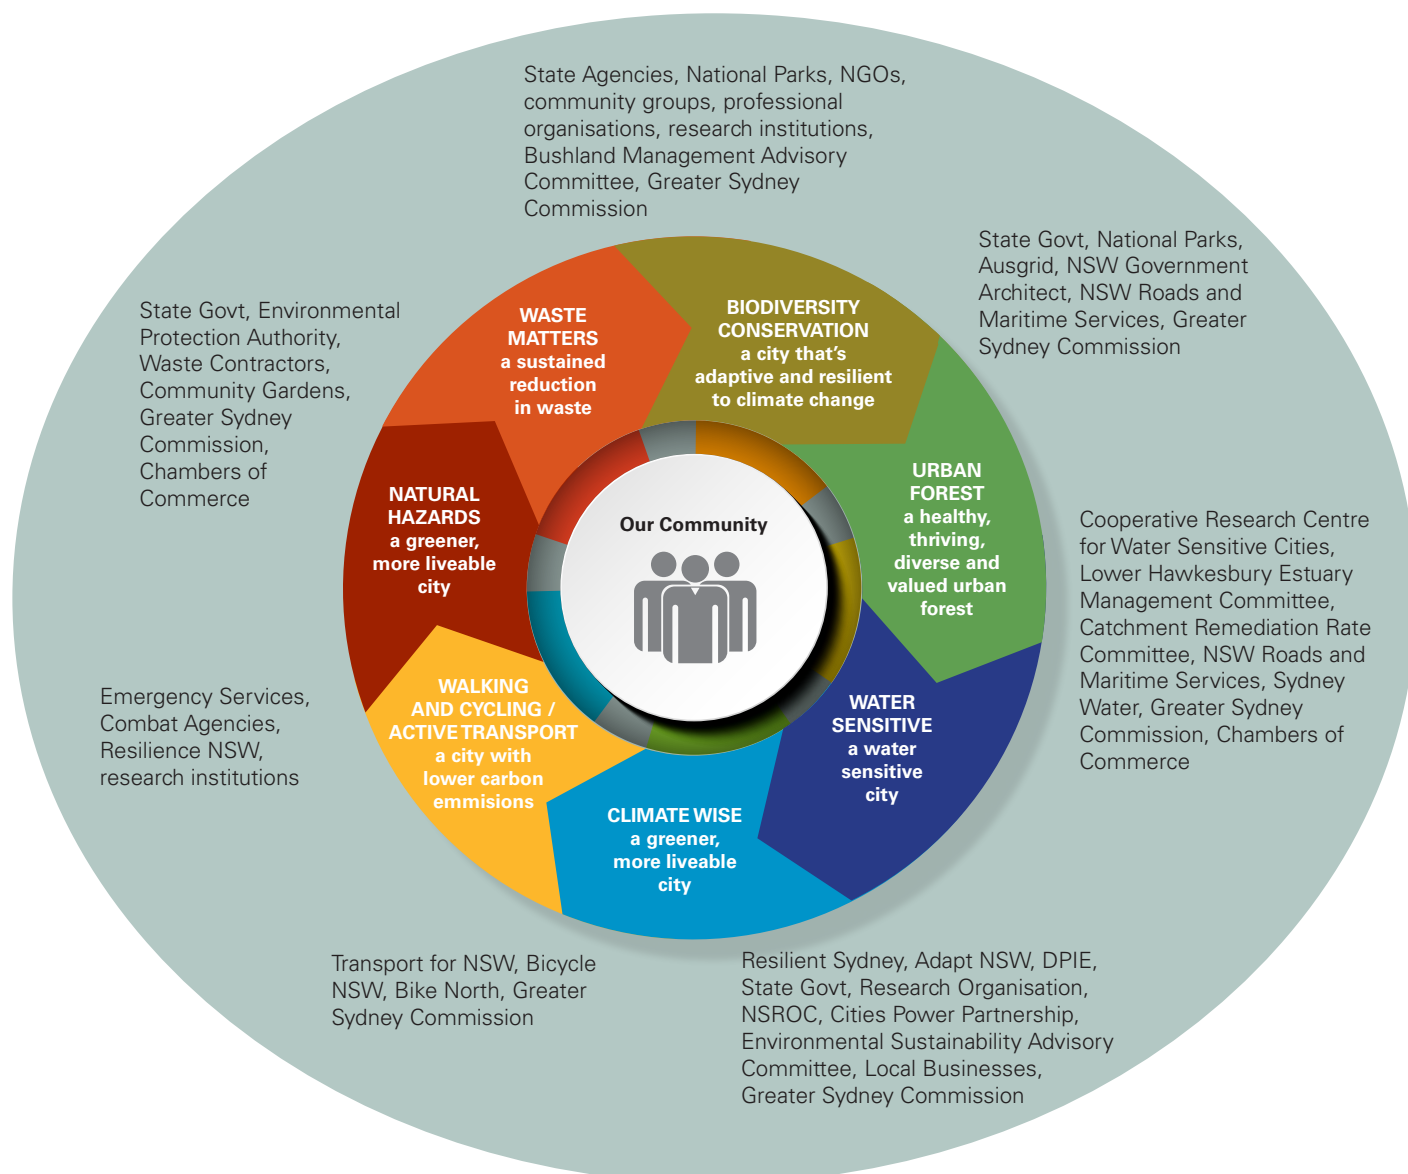 State Agencies, National Parks, NGOs,
community groups, professional
organisations, research institutions,
Bushland Management Advisory
Committee, Greater Sydney
Commission
State Govt, National Parks,
Ausgrid, NSW Government
Architect, NSW Roads and
Maritime Services, Greater
Sydney Commission
State Govt, Environmental
Protection Authority,
Waste Contractors,
Community Gardens,
Greater Sydney
Commission,
Chambers of
Commerce
WASTE
MATTERS
a sustained
reduction
in waste
BIODIVERSITY
CONSERVATION
a city that's
adaptive and resilient
to climate change
NATURAL
HAZARDS
a greener,
more liveable
city
Our Community
URBAN
FOREST
a healthy,
thriving,
diverse and
valued urban
forest
Cooperative Research Centre
for Water Sensitive Cities,
Lower Hawkesbury Estuary
Management Committee,
Catchment Remediation Rate
Committee, NSW Roads and
Maritime Services, Sydney
Water, Greater Sydney
Commission, Chambers of
Commerce
Emergency Services,
Combat Agencies,
Resilience NSW,
research institutions
WALKING
AND CYCLING /
ACTIVE TRANSPORT
a city with
lower carbon
emmisions
WATER
SENSITIVE
a water
sensitive
city
CLIMATE WISE
a greener,
more liveable
city
Transport for NSW, Bicycle
NSW, Bike North, Greater
Sydney Commission
Resilient Sydney, Adapt NSW, DPIE,
State Govt, Research Organisation,
NSROC, Cities Power Partnership,
Environmental Sustainability Advisory
Committee, Local Businesses,
Greater Sydney Commission